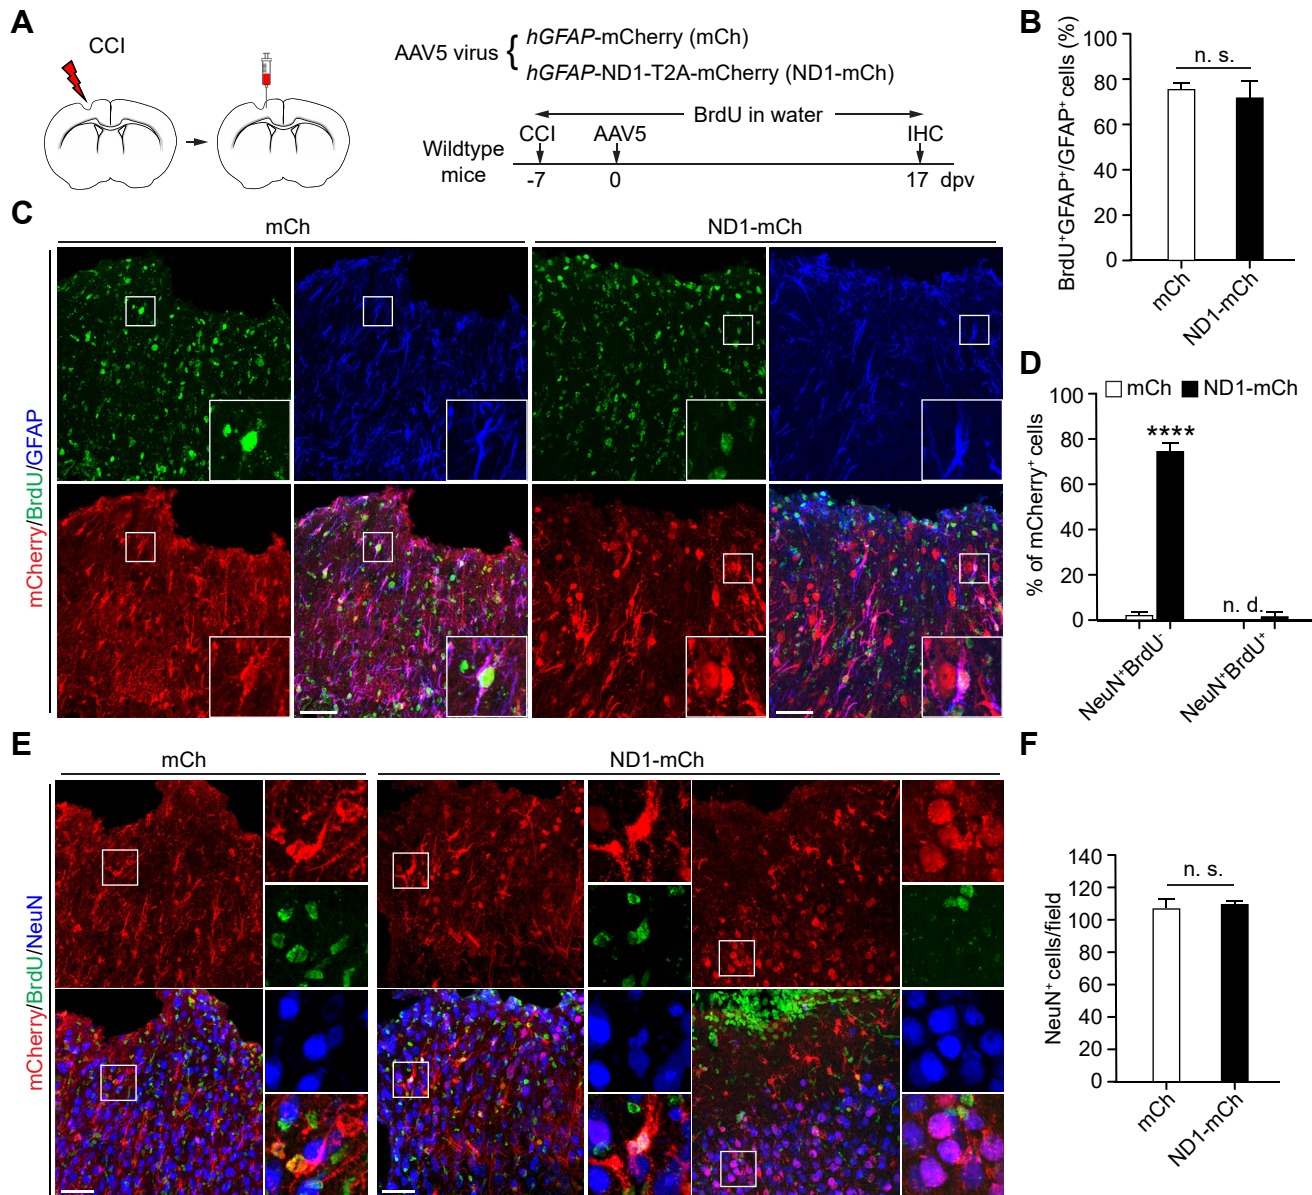 A
CCI
AAV5 virus { hGFAP-mCherry (mCh)
hGFAP-ND1-T2A-mCherry (ND1-mCh)
BrdU in water
CCI AAV5 IHC
Wildtype
mice
-7 0 17 dpv
B
BrdU⁺GFAP⁺/GFAP⁺ cells (%)
100
80
60
40
20
0
n. s.
mCh
ND1-mCh
C
mCh ND1-mCh
mCherry/BrdU/GFAP
D
% of mCherry⁺ cells
mCh ND1-mCh
100
80
60
40
20
0
****
n. d.
NeuN⁺BrdU⁻
NeuN⁺BrdU⁺
E
mCh ND1-mCh
mCherry/BrdU/NeuN
F
NeuN⁺ cells/field
140
120
100
80
60
40
20
0
n. s.
mCh
ND1-mCh